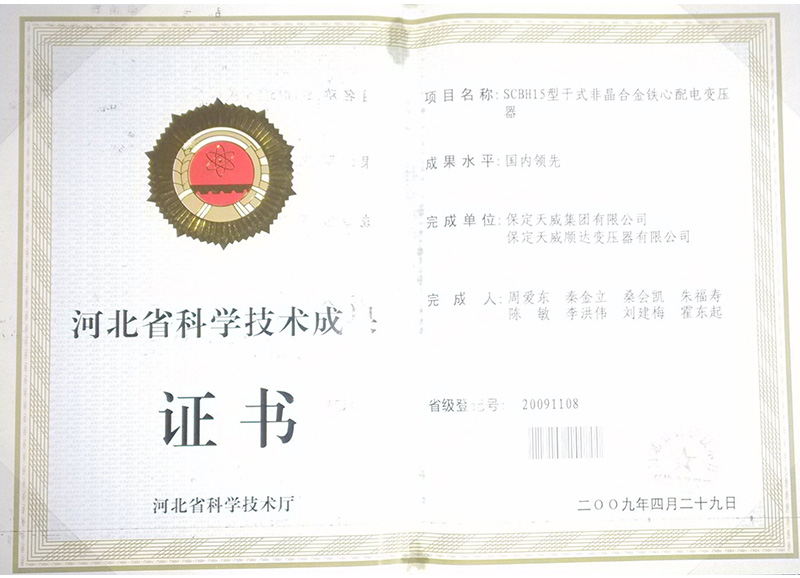 河北省科学技术成
证书
河北省科学技术厅
项目名称：SCBH15型干式非晶合金铁心配电变压
器
成果水平：国内领先
完成单位：保定天威集团有限公司
保定天威顺达变压器有限公司
完成人：周爱东 秦金立 桑会凯 朱福寿
陈敏 李洪伟 刘建梅 霍东起
省级登记号：20091108
二〇〇九年四月二十九日